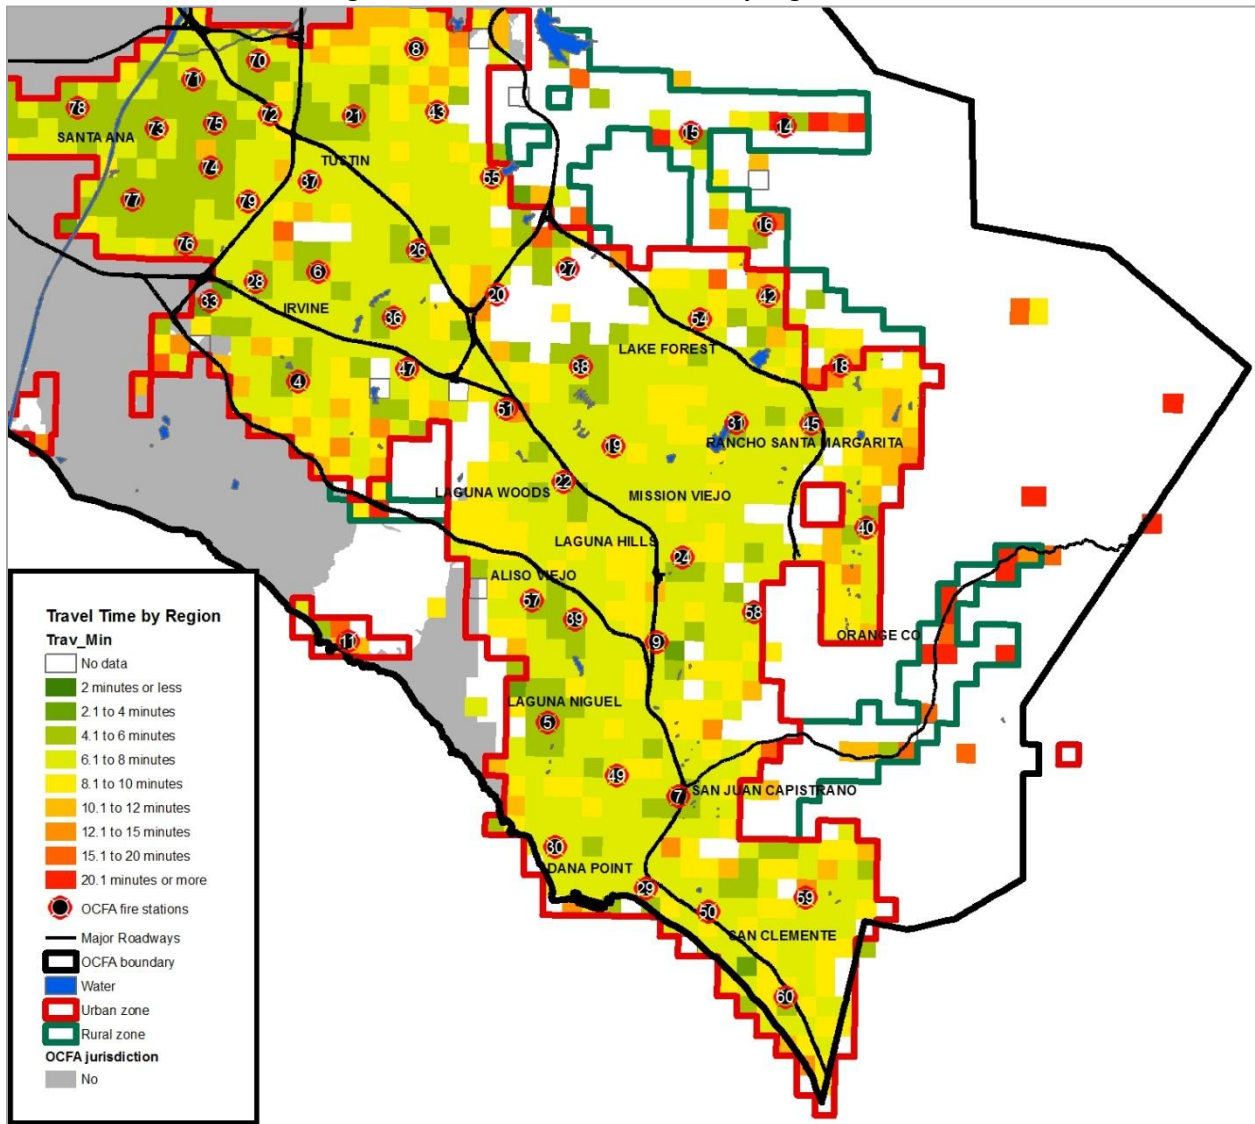 8
70
71
78
72
21
43
73
75
15
14
SANTA ANA
TUSTIN
74
37
55
77
79
16
76
26
6
27
28
20
42
33
IRVINE
36
54
LAKE FOREST
47
38
18
4
51
31
45
RANCHO SANTA MARGARITA
19
22
LAGUNA WOODS
MISSION VIEJO
40
LAGUNA HILLS
24
ALISO VIEJO
57
39
58
ORANGE CO
11
9
LAGUNA NIGUEL
5
49
7
SAN JUAN CAPISTRANO
30
DANA POINT
29
59
50
SAN CLEMENTE
60
Travel Time by Region
Trav_Min
No data
2 minutes or less
2.1 to 4 minutes
4.1 to 6 minutes
6.1 to 8 minutes
8.1 to 10 minutes
10.1 to 12 minutes
12.1 to 15 minutes
15.1 to 20 minutes
20.1 minutes or more
OCFA fire stations
Major Roadways
OCFA boundary
Water
Urban zone
Rural zone
OCFA jurisdiction
No